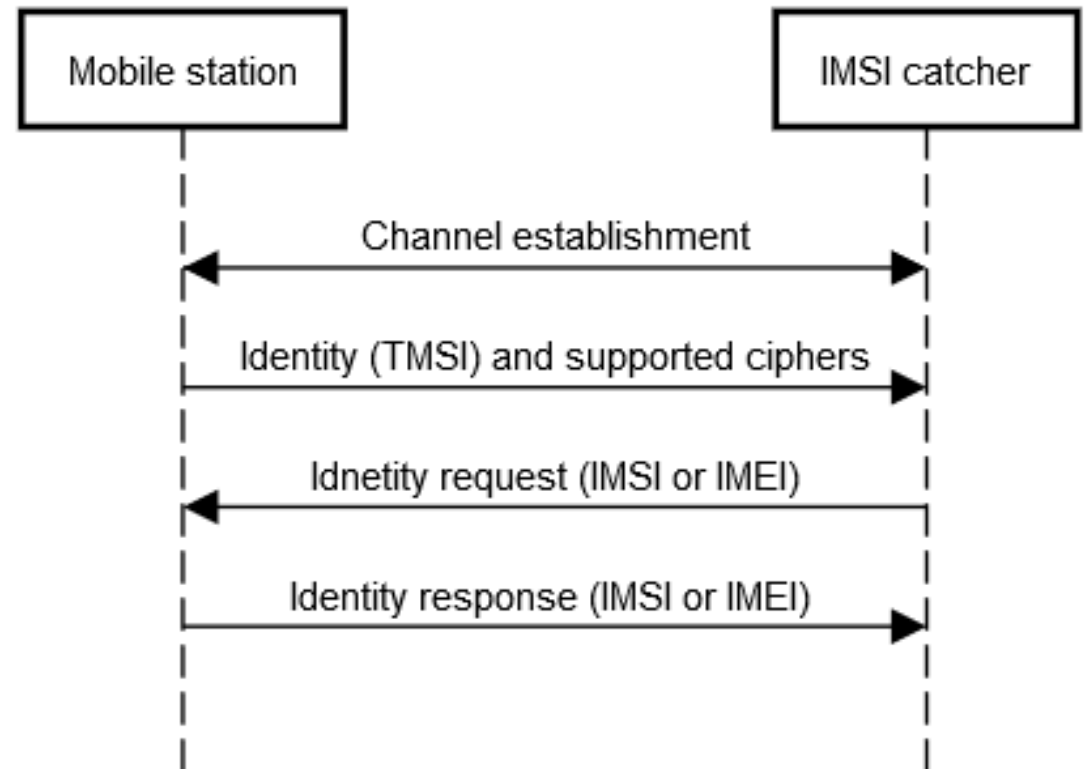 Mobile station
IMSI catcher
Channel establishment
Identity (TMSI) and supported ciphers
Idnetity request (IMSI or IMEI)
Identity response (IMSI or IMEI)